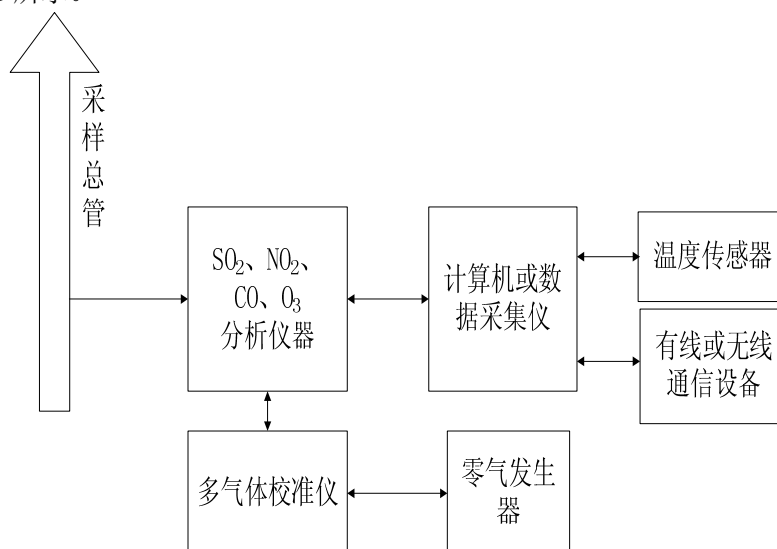 采
样
总
管
SO₂、NO₂、
CO、O₃
分析仪器
计算机或数
据采集仪
温度传感器
有线或无线
通信设备
多气体校准仪
零气发生
器